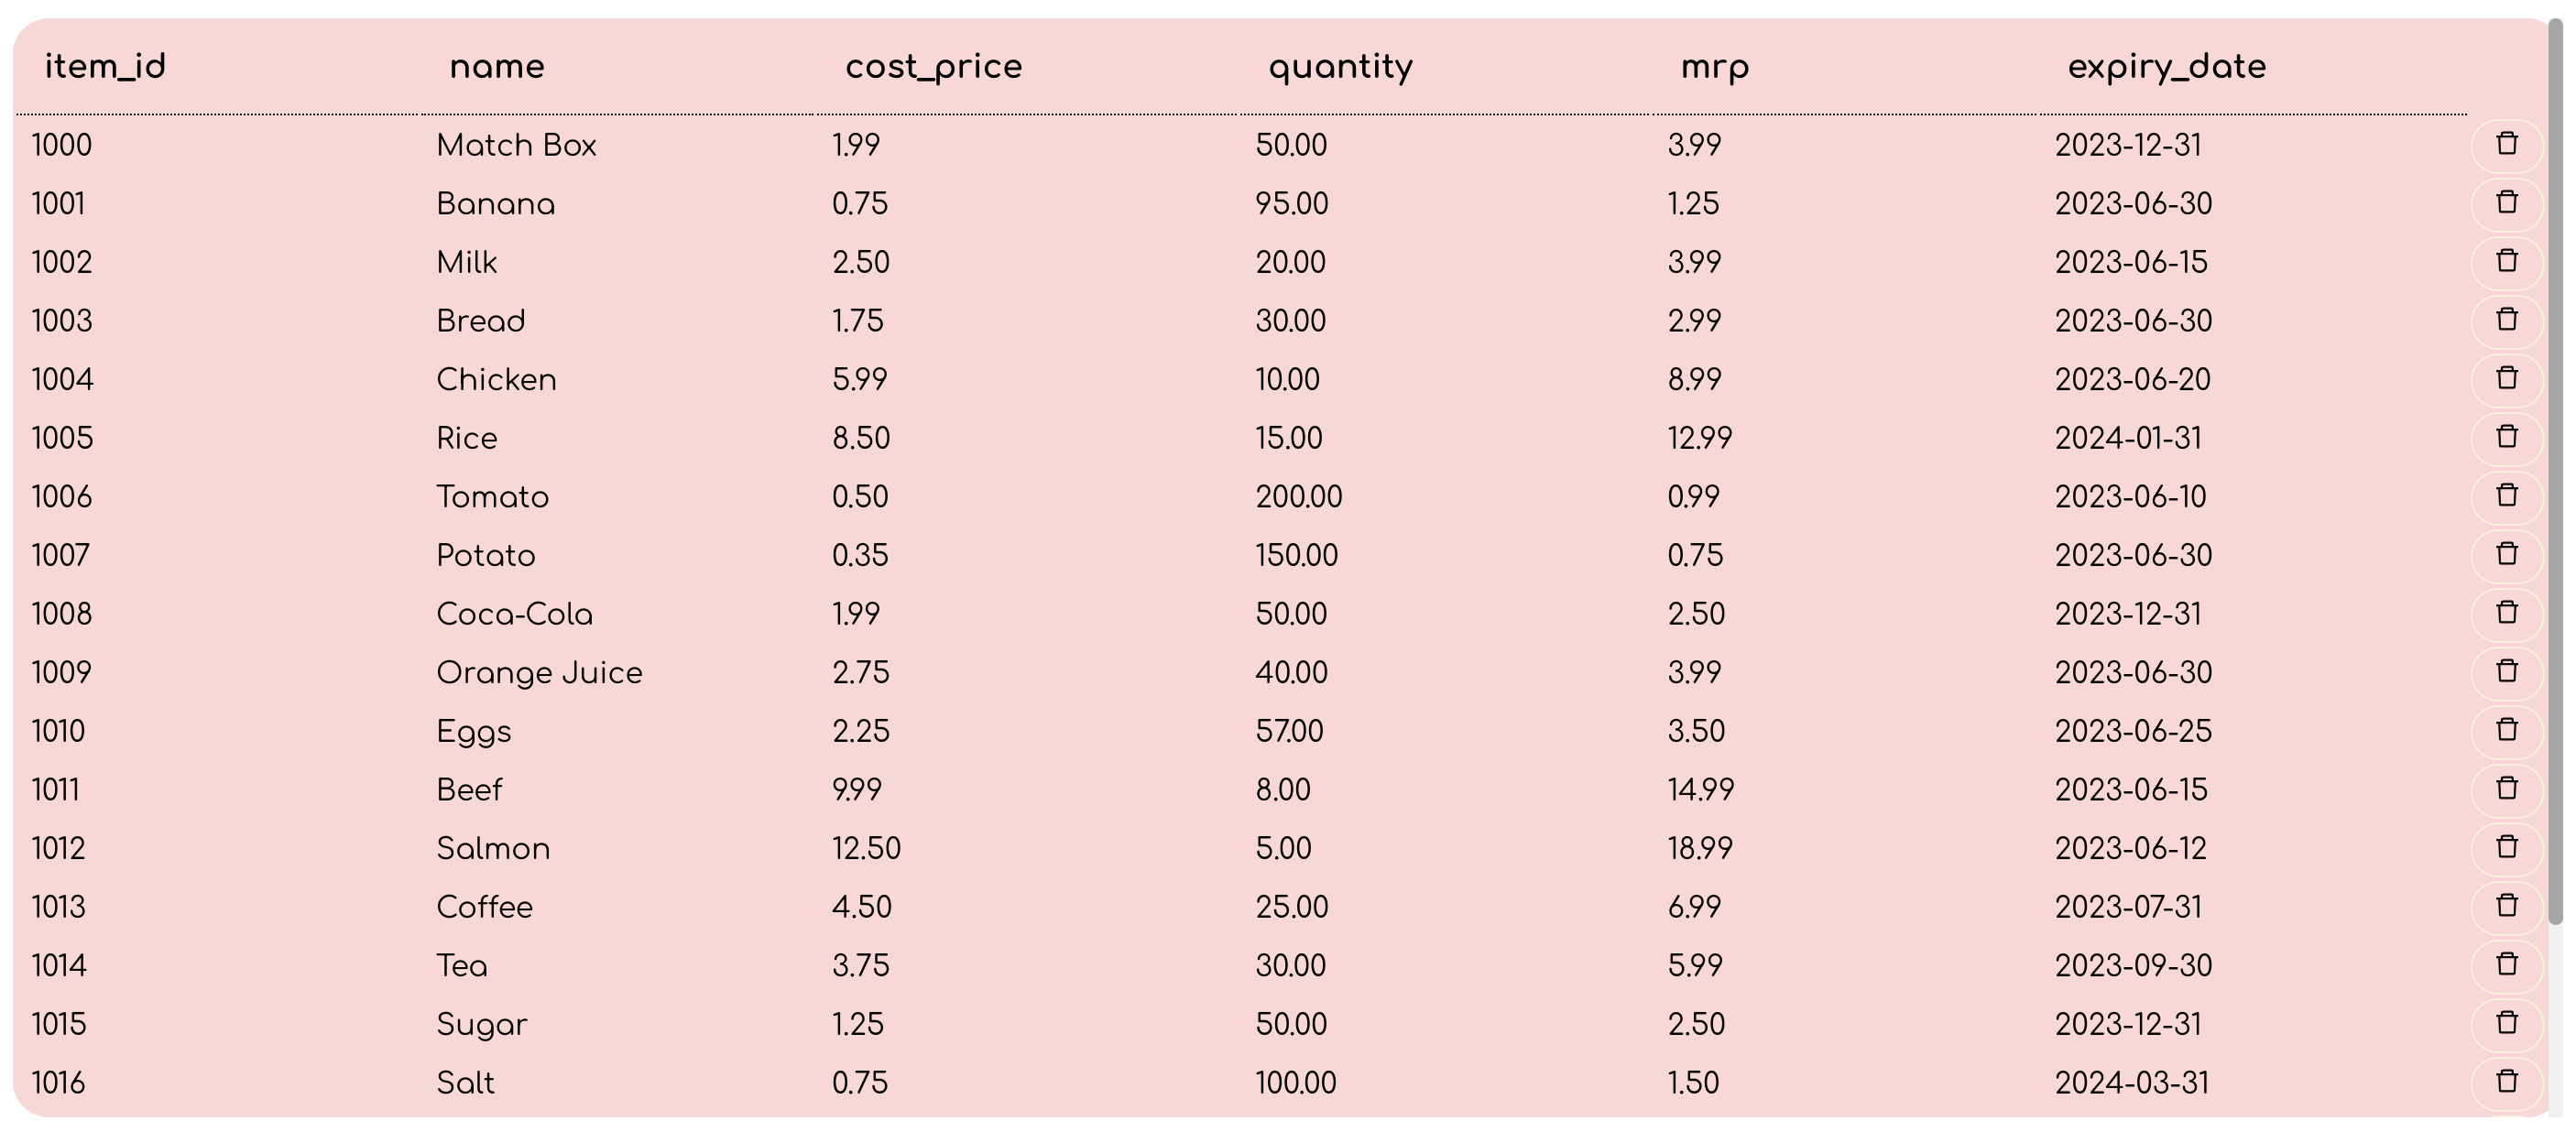 item_id name cost_price quantity mrp expiry_date
1000 Match Box 1.99 50.00 3.99 2023-12-31
1001 Banana 0.75 95.00 1.25 2023-06-30
1002 Milk 2.50 20.00 3.99 2023-06-15
1003 Bread 1.75 30.00 2.99 2023-06-30
1004 Chicken 5.99 10.00 8.99 2023-06-20
1005 Rice 8.50 15.00 12.99 2024-01-31
1006 Tomato 0.50 200.00 0.99 2023-06-10
1007 Potato 0.35 150.00 0.75 2023-06-30
1008 Coca-Cola 1.99 50.00 2.50 2023-12-31
1009 Orange Juice 2.75 40.00 3.99 2023-06-30
1010 Eggs 2.25 57.00 3.50 2023-06-25
1011 Beef 9.99 8.00 14.99 2023-06-15
1012 Salmon 12.50 5.00 18.99 2023-06-12
1013 Coffee 4.50 25.00 6.99 2023-07-31
1014 Tea 3.75 30.00 5.99 2023-09-30
1015 Sugar 1.25 50.00 2.50 2023-12-31
1016 Salt 0.75 100.00 1.50 2024-03-31